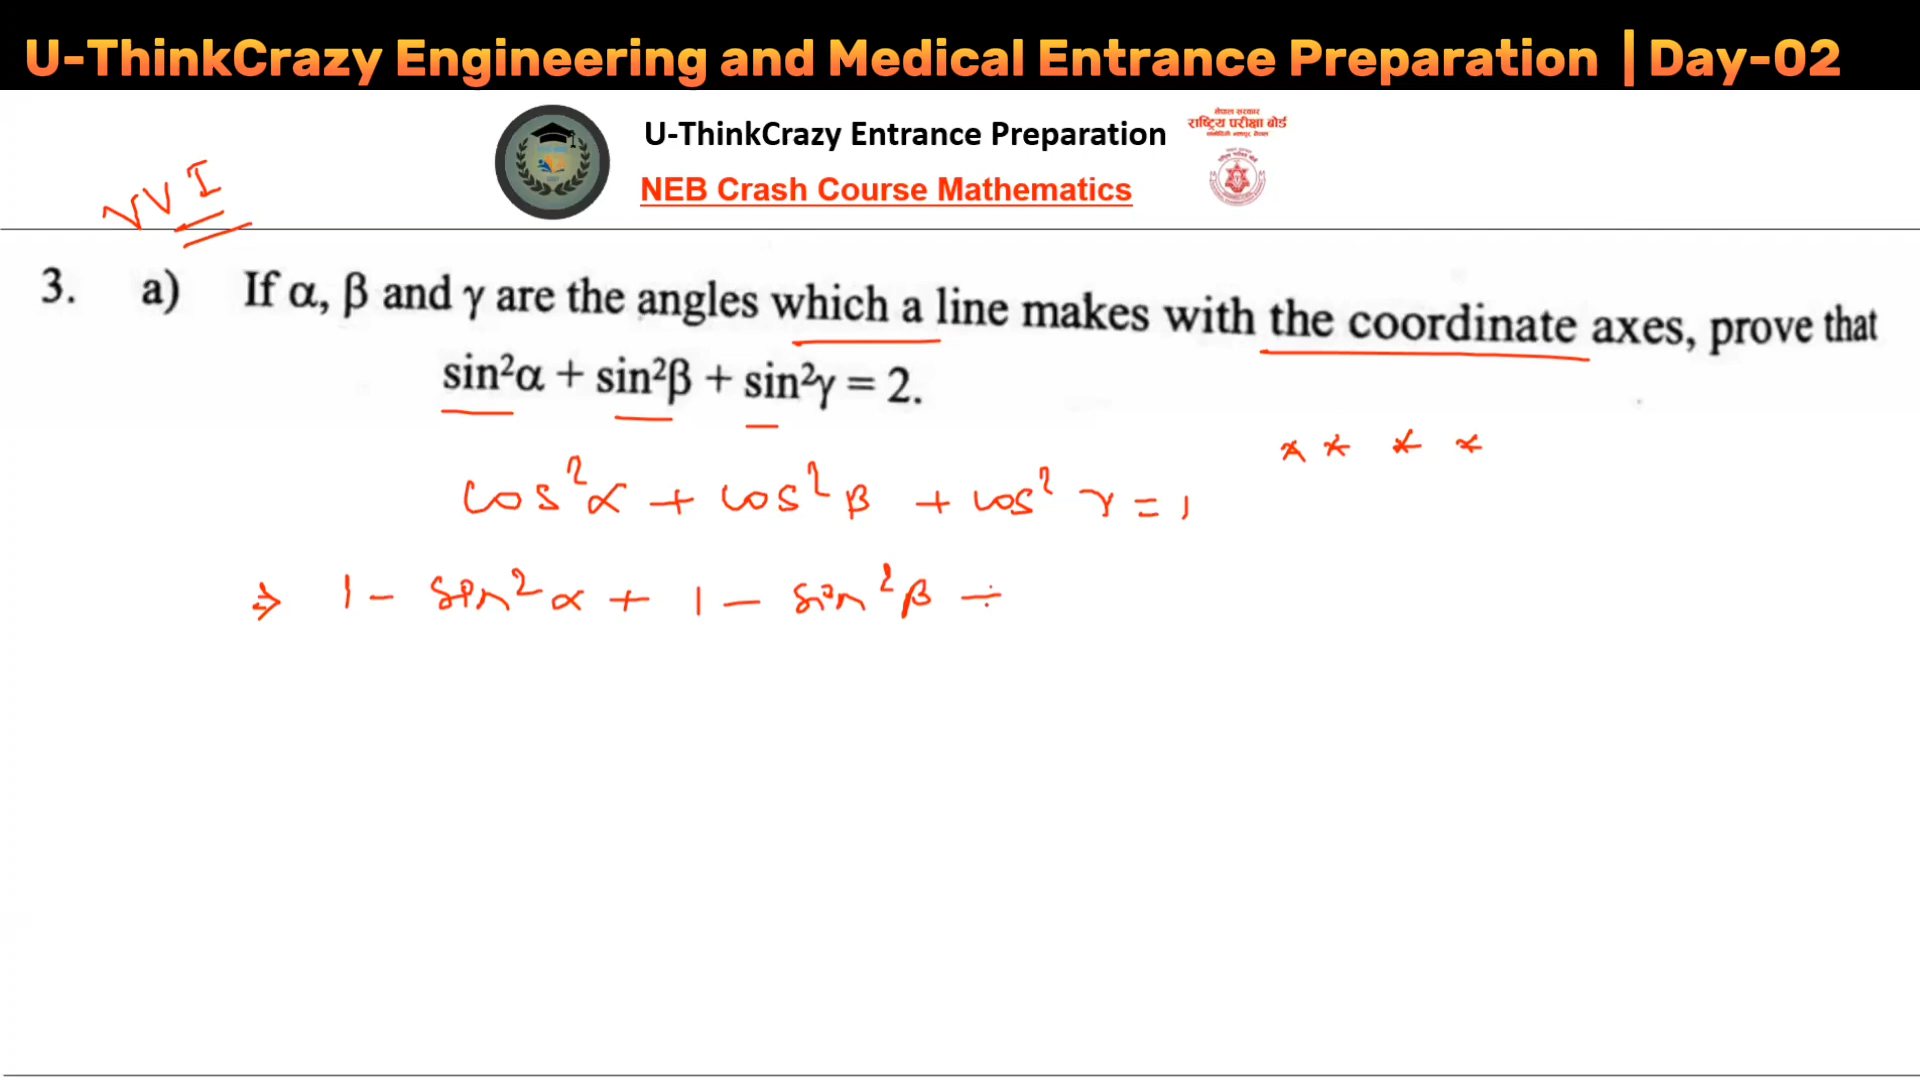 U-ThinkCrazy Engineering and Medical Entrance Preparation | Day-02
U-ThinkCrazy Entrance Preparation
NEB Crash Course Mathematics
नेपाल सरकार
राष्ट्रिय परीक्षा बोर्ड
VVI
3. a) If α, β and γ are the angles which a line makes with the coordinate axes, prove that
sin²α + sin²β + sin²γ = 2.
* * * *
cos²α + cos²β + cos²γ = 1
⇒ 1 - sin²α + 1 - sin²β ÷